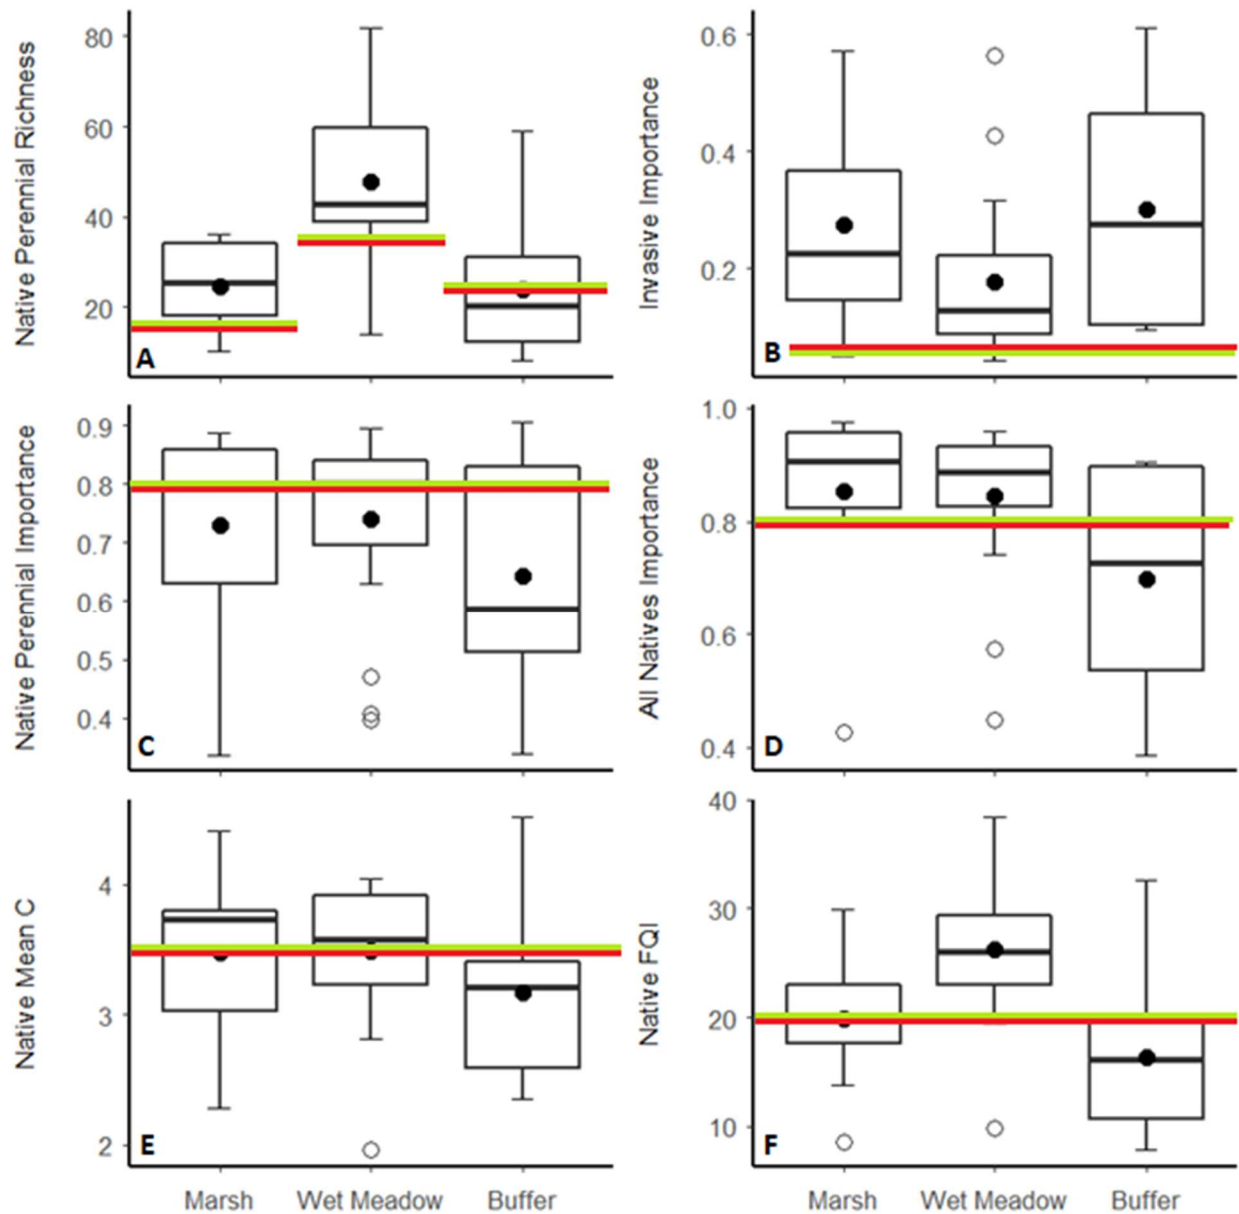 Native Perennial Richness
80
60
40
20
A
Invasive Importance
0.6
0.4
0.2
B
Native Perennial Importance
0.9
0.8
0.7
0.6
0.5
0.4
C
All Natives Importance
1.0
0.8
0.6
0.4
D
Native Mean C
4
3
2
E
Marsh Wet Meadow Buffer
Native FQI
40
30
20
10
F
Marsh Wet Meadow Buffer